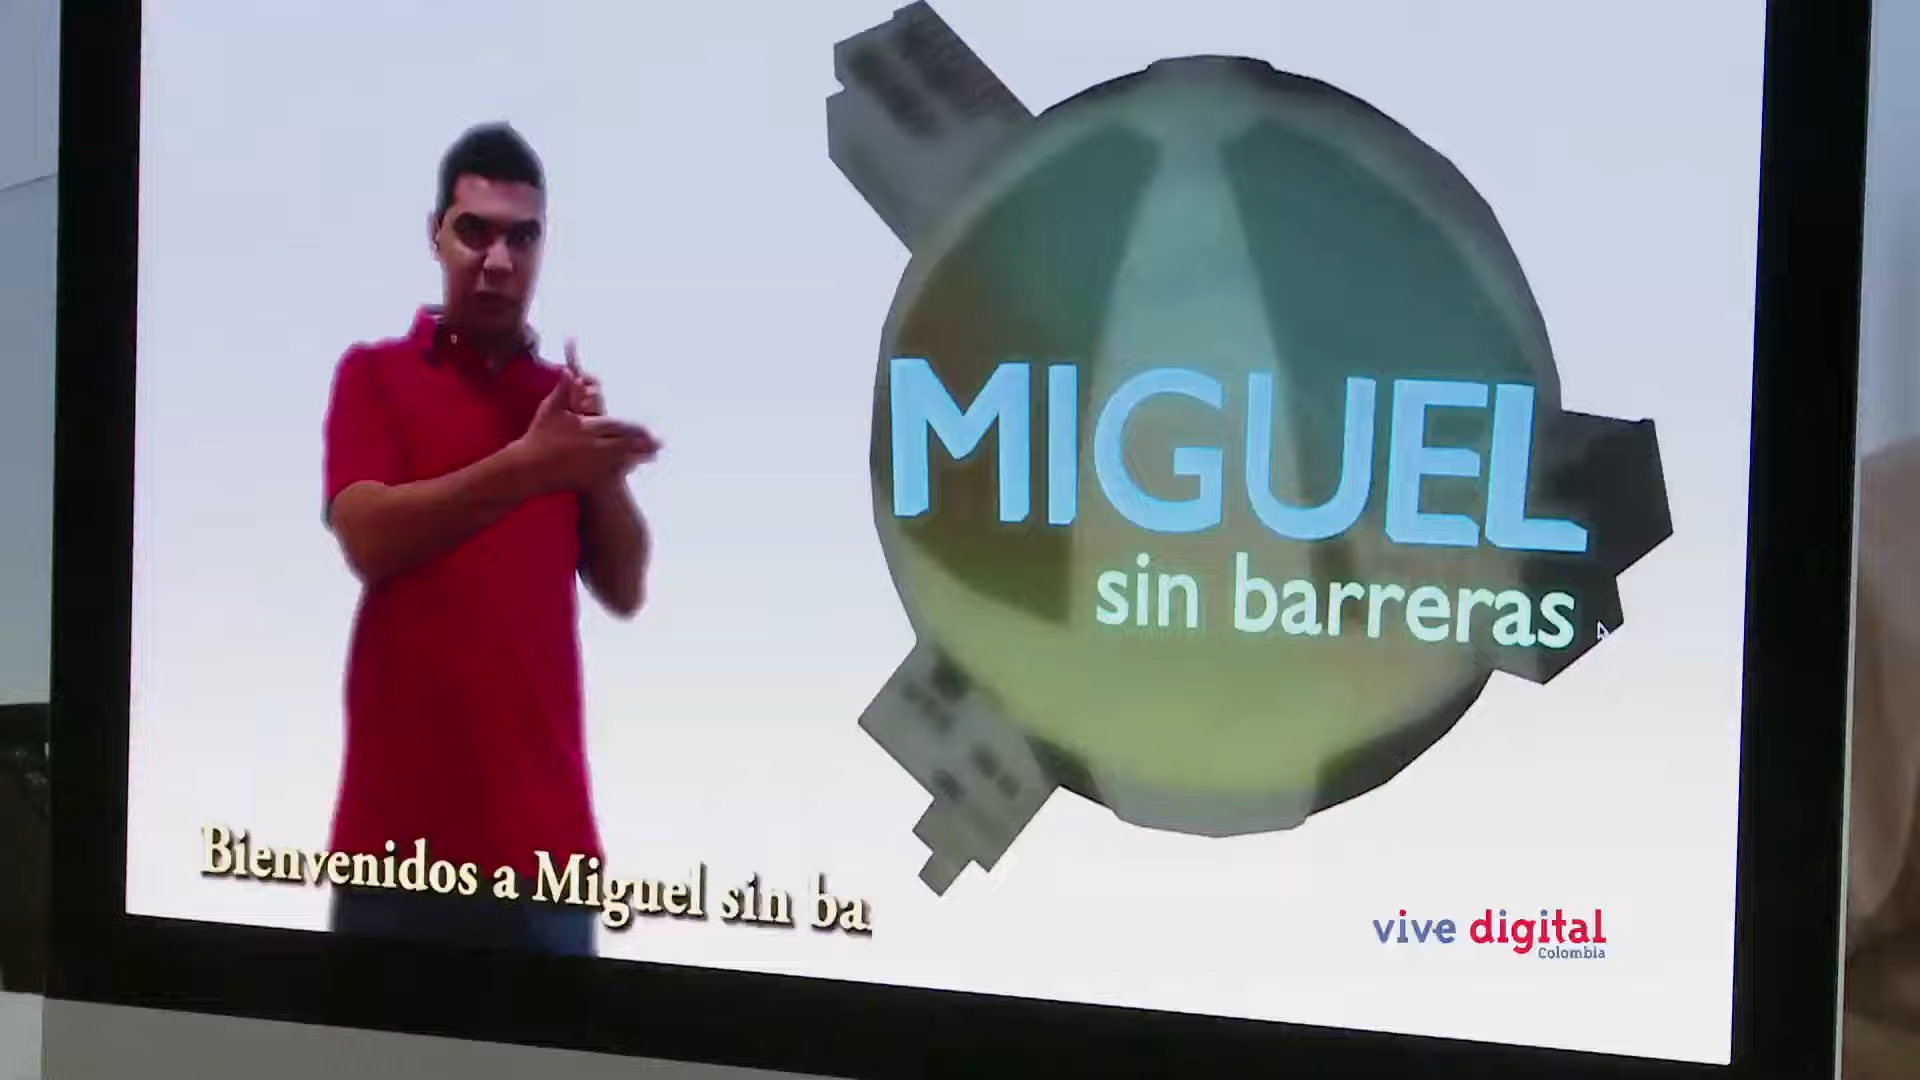 MIGUEL
sin barreras
Bienvenidos a Miguel sin ba
vive digital
Colombia